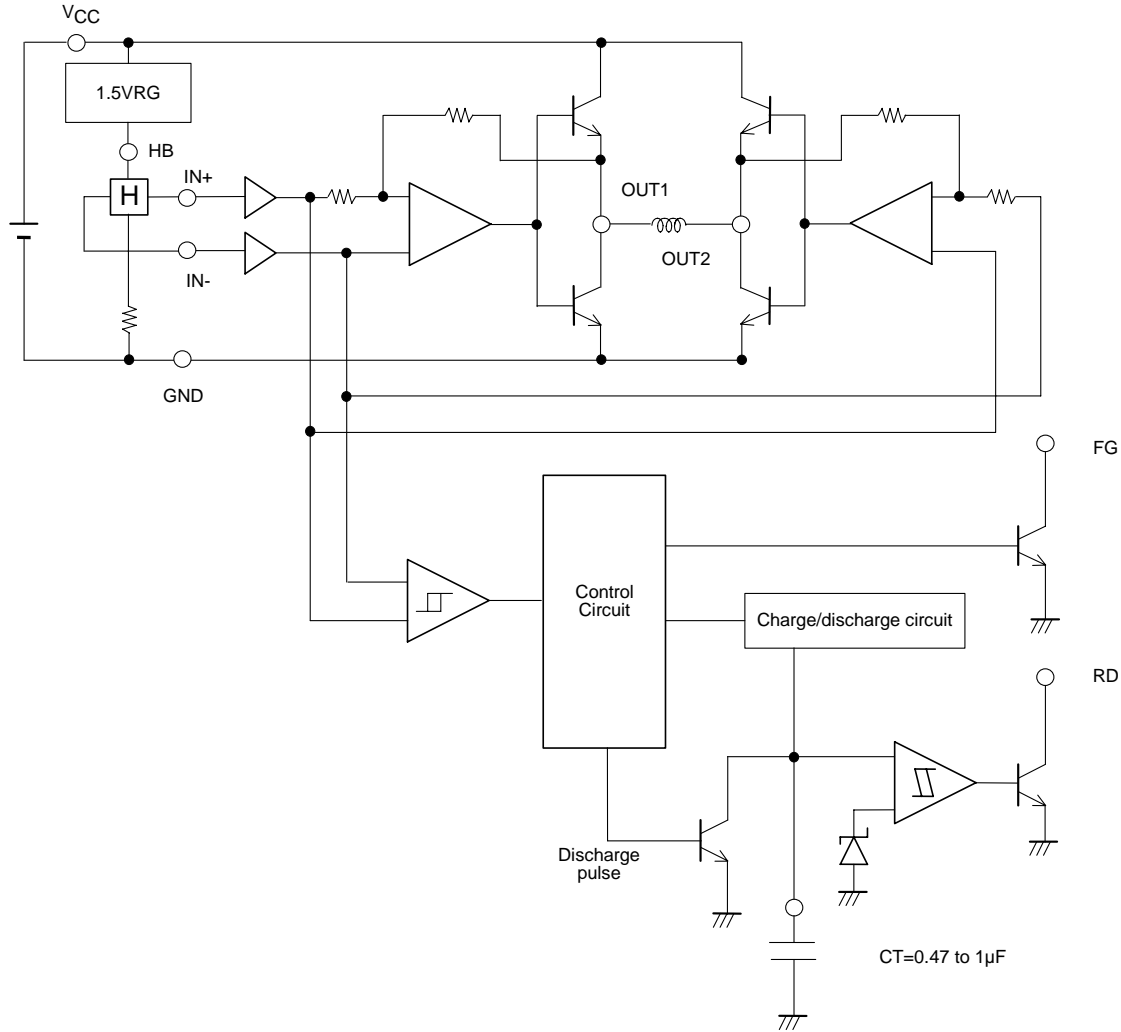 VCC
1.5VRG
HB
IN+
H
OUT1
OUT2
IN-
GND
FG
Control
Circuit
Charge/discharge circuit
RD
Discharge
pulse
CT=0.47 to 1µF